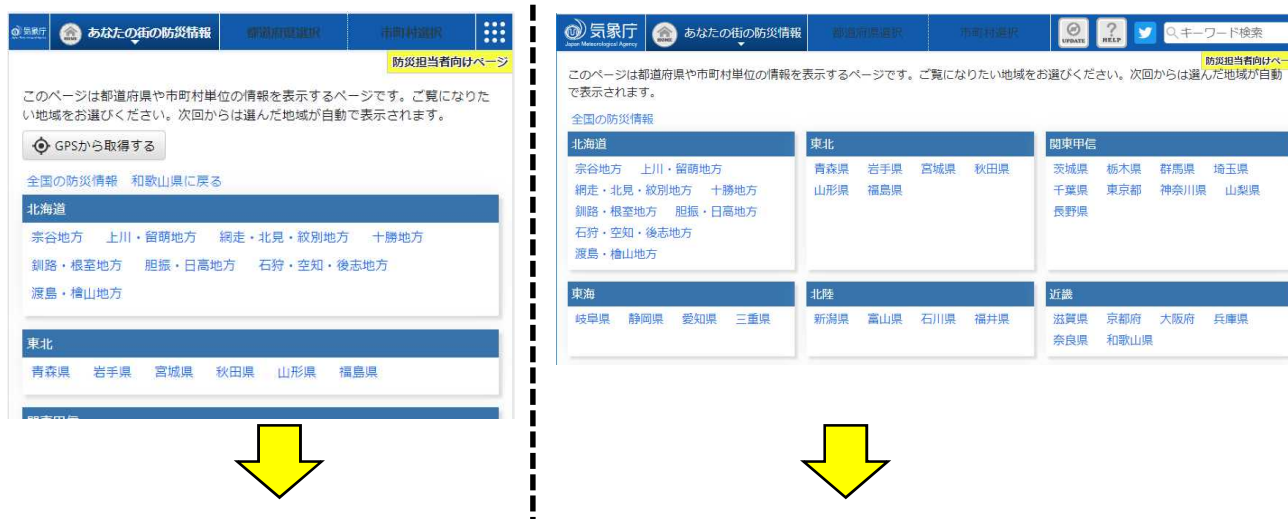 気象庁
あなたの街の防災情報
都道府県選択
市町村選択
防災担当者向けページ
このページは都道府県や市町村単位の情報を表示するページです。ご覧になりた
い地域をお選びください。次回からは選んだ地域が自動で表示されます。
GPSから取得する
全国の防災情報 和歌山県に戻る
北海道
宗谷地方 上川・留萌地方 網走・北見・紋別地方 十勝地方
釧路・根室地方 胆振・日高地方 石狩・空知・後志地方
渡島・檜山地方
東北
青森県 岩手県 宮城県 秋田県 山形県 福島県
関東甲信
気象庁
Japan Meteorological Agency
HOME
あなたの街の防災情報
都道府県選択
市町村選択
UPDATE
?
HELP
キーワード検索
防災担当者向けペー
このページは都道府県や市町村単位の情報を表示するページです。ご覧になりたい地域をお選びください。次回からは選んだ地域が自動
で表示されます。
全国の防災情報
北海道
宗谷地方 上川・留萌地方
網走・北見・紋別地方 十勝地方
釧路・根室地方 胆振・日高地方
石狩・空知・後志地方
渡島・檜山地方
東北
青森県 岩手県 宮城県 秋田県
山形県 福島県
関東甲信
茨城県 栃木県 群馬県 埼玉県
千葉県 東京都 神奈川県 山梨県
長野県
東海
岐阜県 静岡県 愛知県 三重県
北陸
新潟県 富山県 石川県 福井県
近畿
滋賀県 京都府 大阪府 兵庫県
奈良県 和歌山県